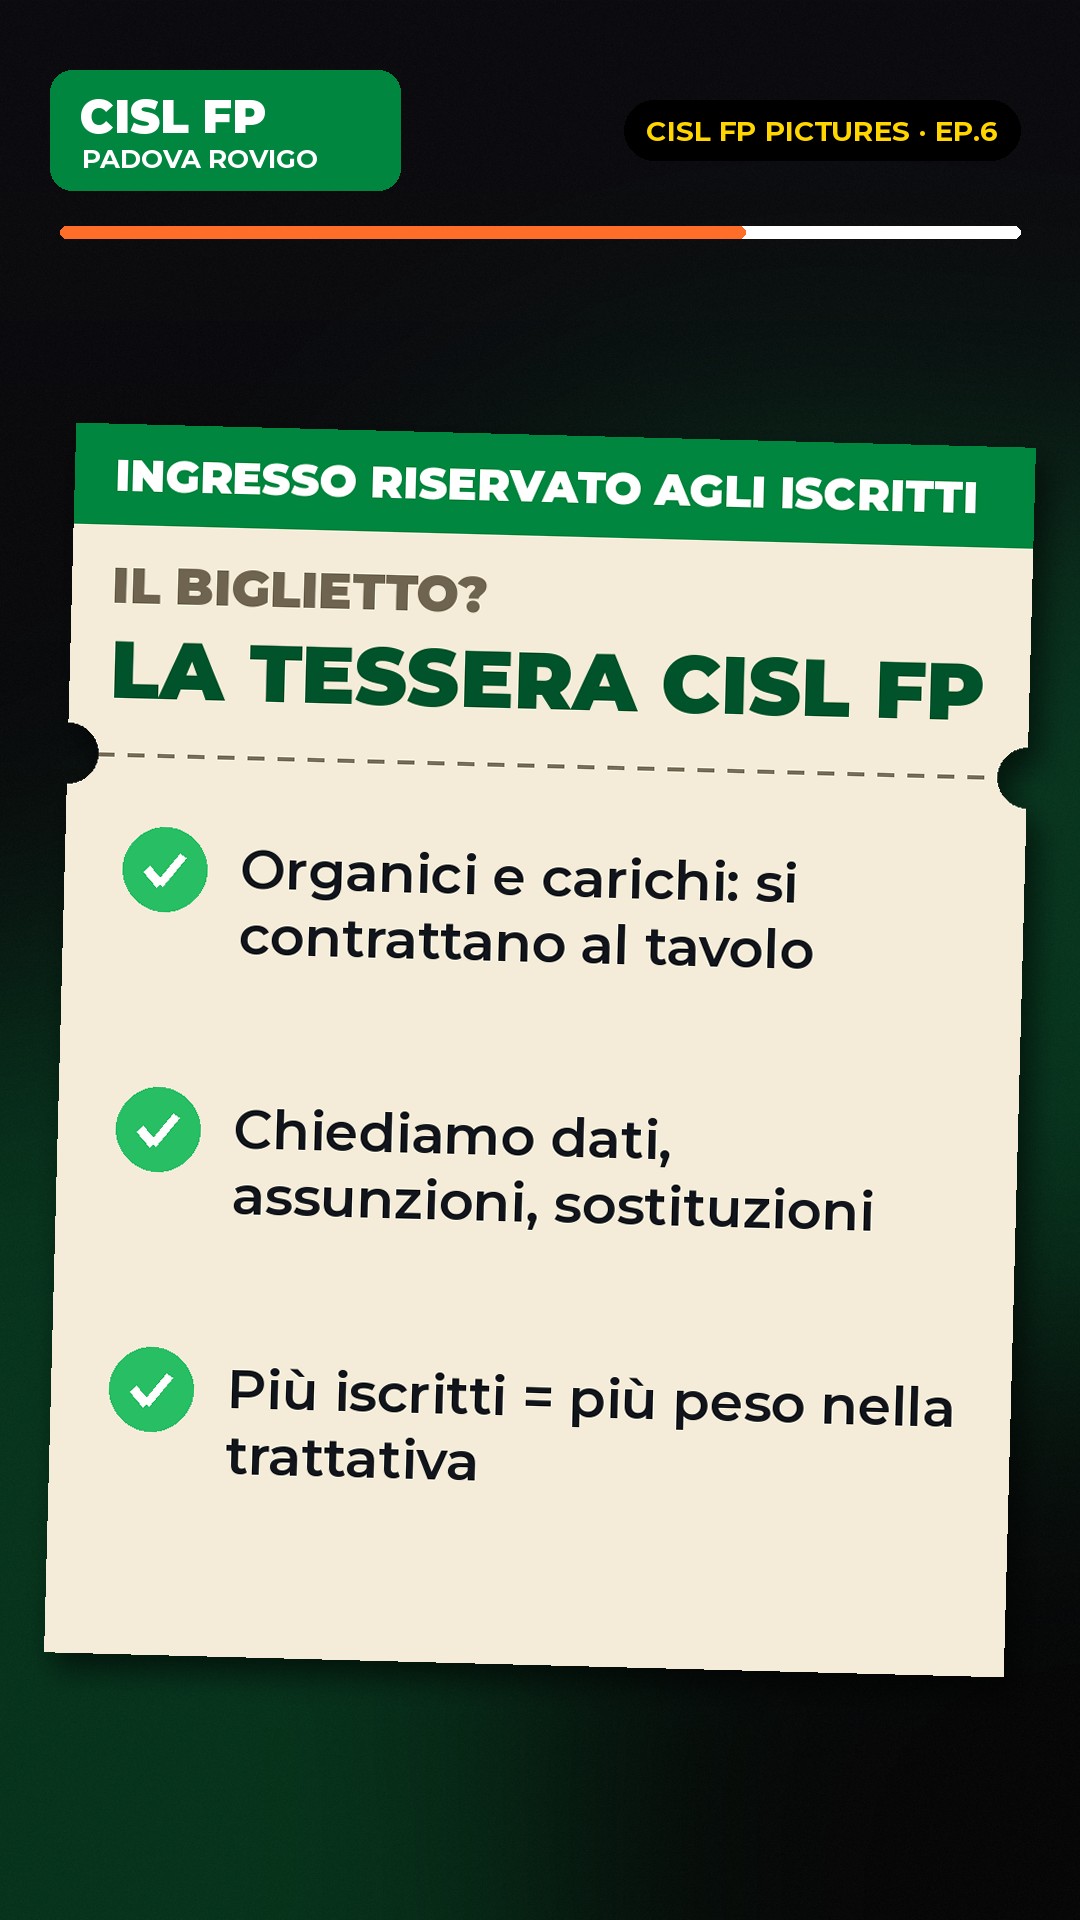 CISL FP
PADOVA ROVIGO
CISL FP PICTURES · EP.6
INGRESSO RISERVATO AGLI ISCRITTI
IL BIGLIETTO?
LA TESSERA CISL FP
Organici e carichi: si
contrattano al tavolo
Chiediamo dati,
assunzioni, sostituzioni
Più iscritti = più peso nella
trattativa